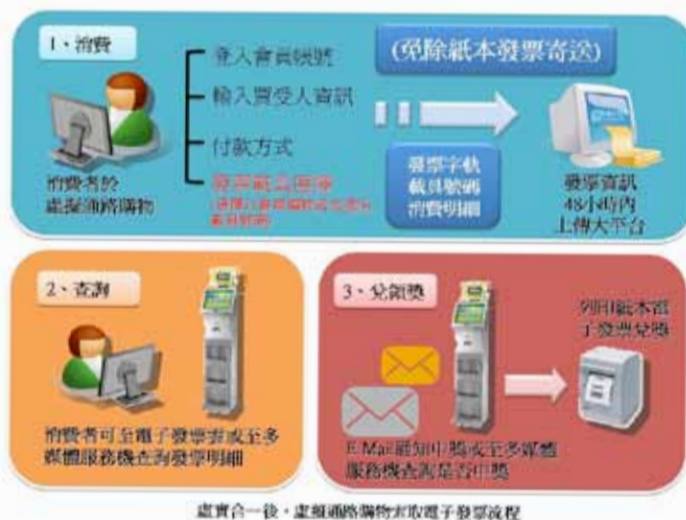 1、消費
登入會員帳號
輸入買受人資訊
付款方式
(免除紙本發票寄送)
消費者於
虛擬通路購物
發票字軌
載具號碼
消費明細
發票資訊
48小時內
上傳大平台
2、查詢
消費者可至電子發票或至多
媒體服務機查詢發票明細
3、兌領獎
列印紙本電
子發票兌獎
E-Mail通知中獎或至多媒體
服務機查詢是否中獎
虛實合一後，虛擬通路購物索取電子發票流程